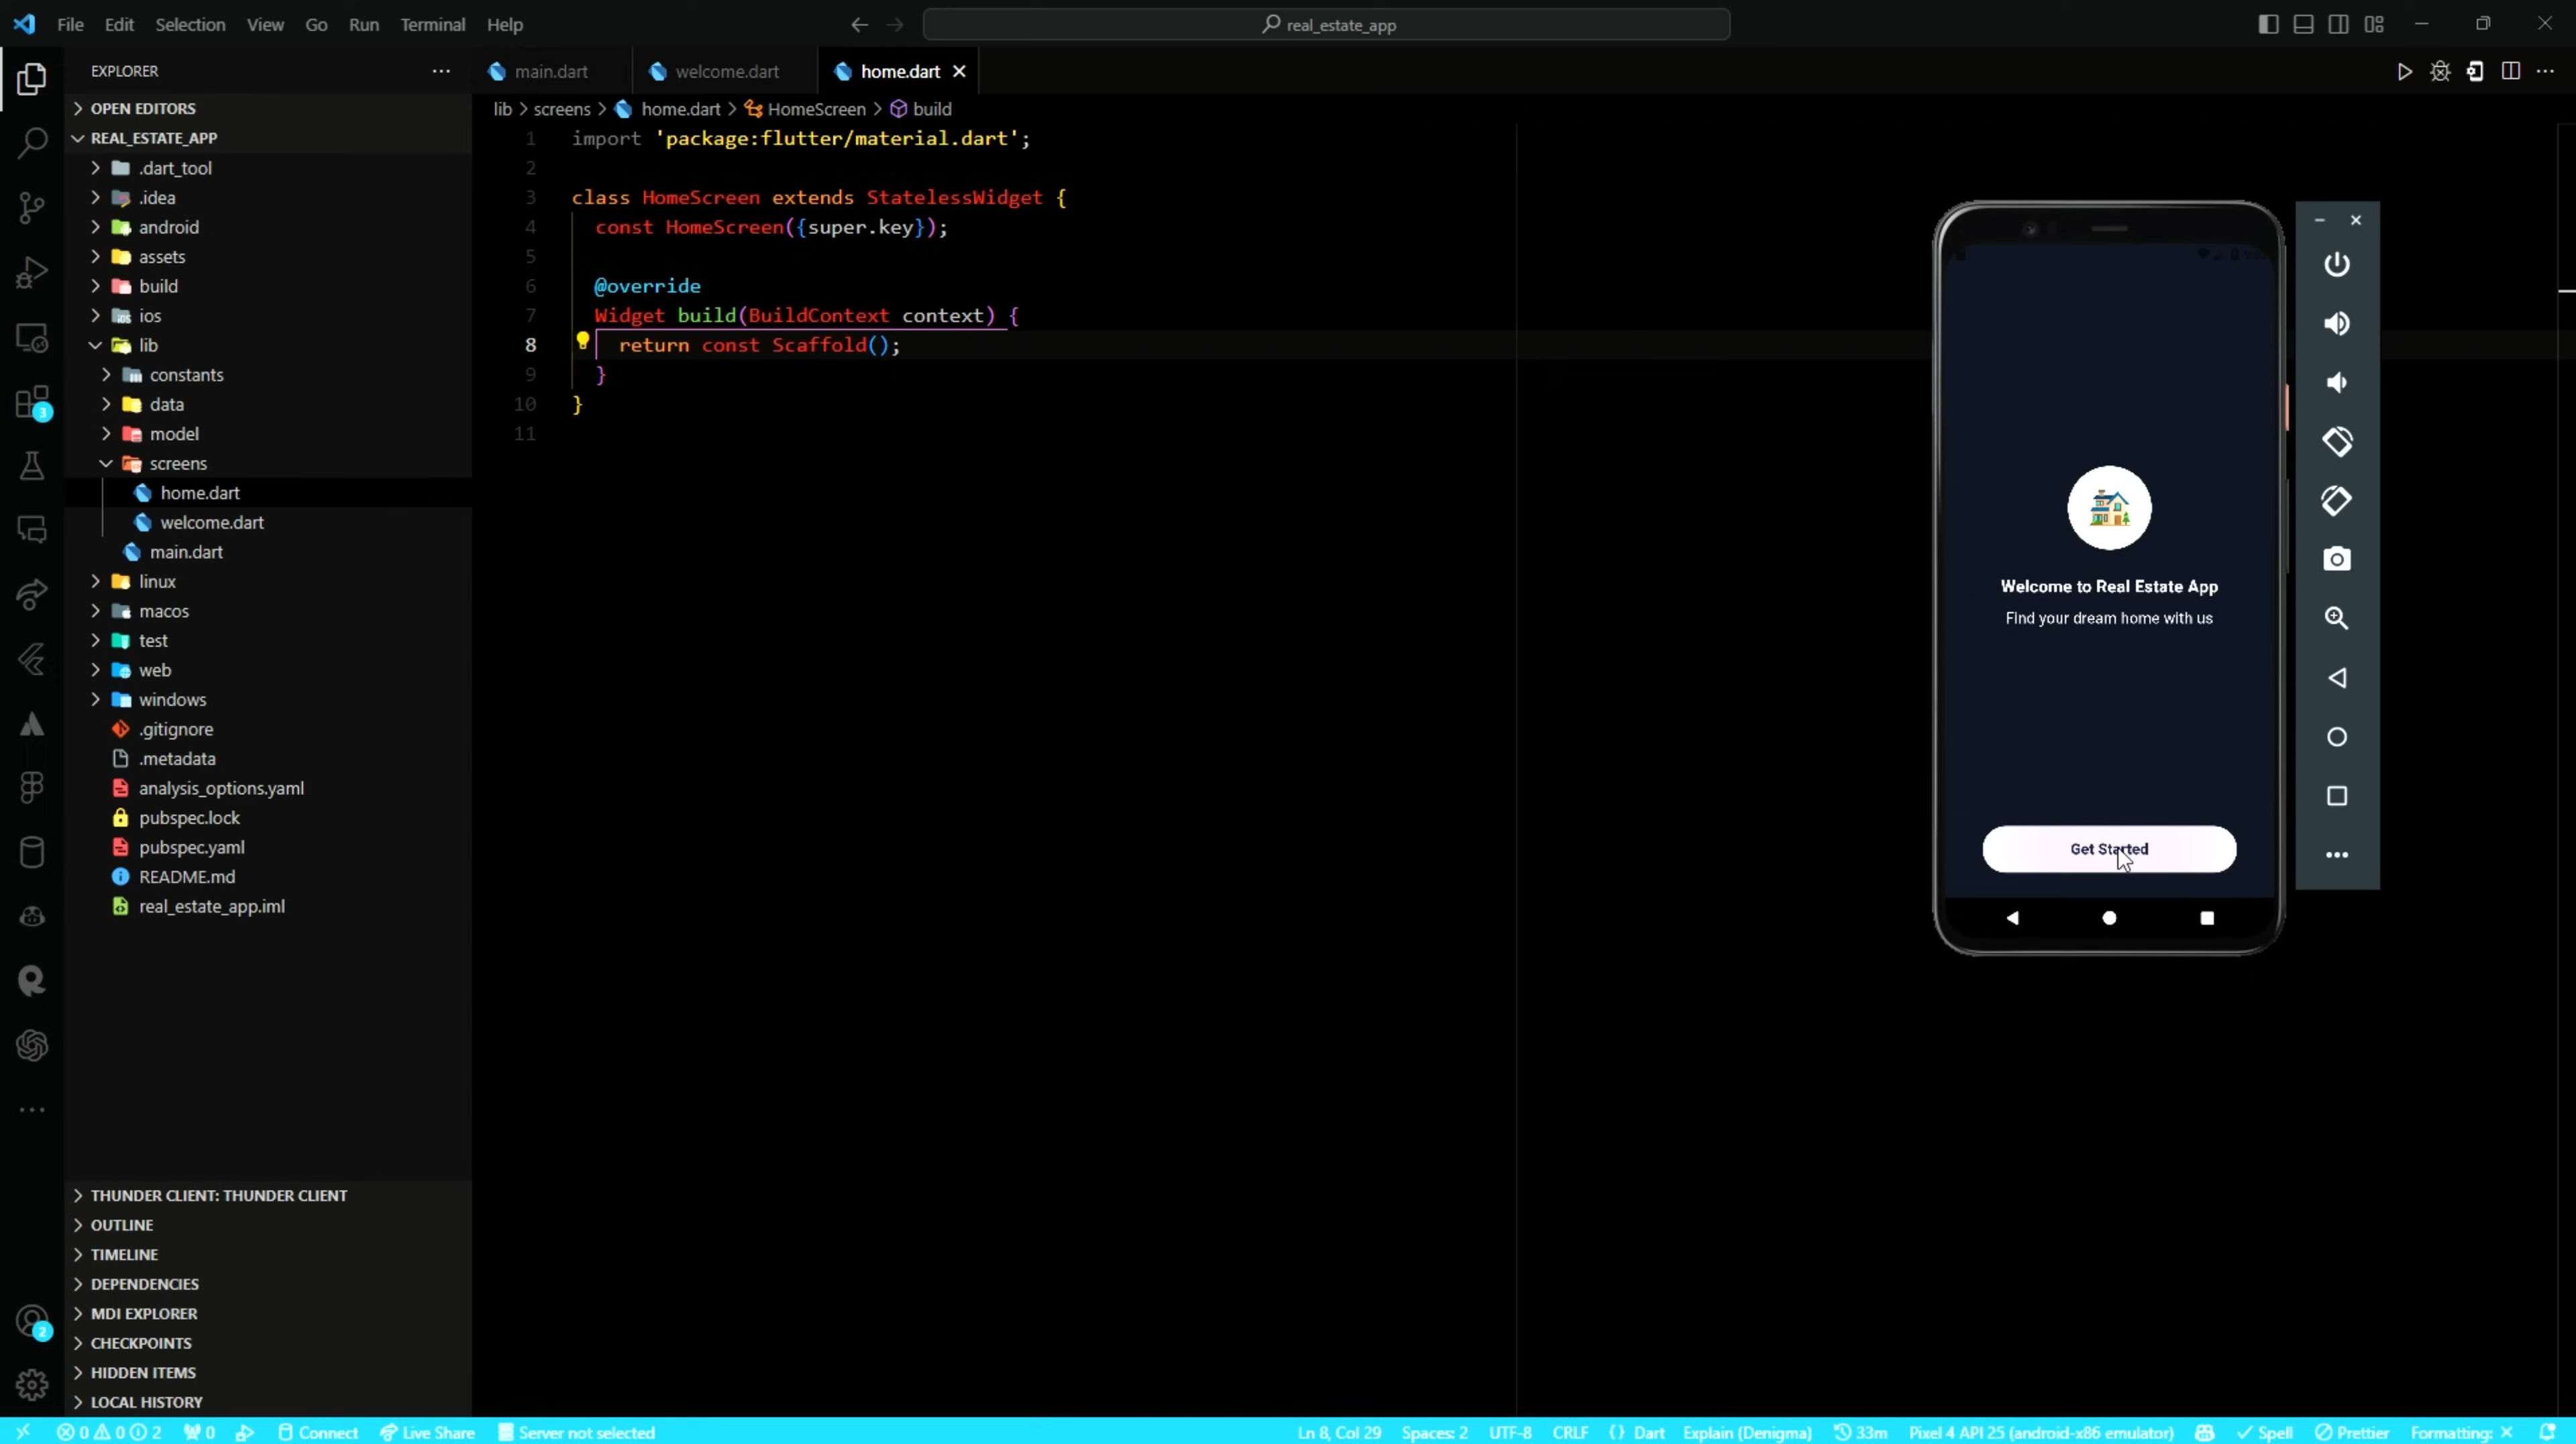 File Edit Selection View Go Run Terminal Help
real_estate_app
EXPLORER
OPEN EDITORS
REAL_ESTATE_APP
.dart_tool
.idea
android
assets
build
ios
lib
constants
data
model
screens
home.dart
welcome.dart
main.dart
linux
macos
test
web
windows
.gitignore
.metadata
analysis_options.yaml
pubspec.lock
pubspec.yaml
README.md
real_estate_app.iml
THUNDER CLIENT: THUNDER CLIENT
OUTLINE
TIMELINE
DEPENDENCIES
MDI EXPLORER
CHECKPOINTS
HIDDEN ITEMS
LOCAL HISTORY
3
2
main.dart welcome.dart home.dart
lib > screens > home.dart > HomeScreen > build
1 import 'package:flutter/material.dart';
2
3 class HomeScreen extends StatelessWidget {
4 const HomeScreen({super.key});
5
6 @override
7 Widget build(BuildContext context) {
8 return const Scaffold();
9 }
10 }
11
Welcome to Real Estate App
Find your dream home with us
Get Started
0 0 2 0 Connect Live Share Server not selected Ln 8, Col 29 Spaces: 2 UTF-8 CRLF {} Dart Explain (Denigma) 33m Pixel 4 API 25 (android-x86 emulator) Spell Prettier Formatting: ×